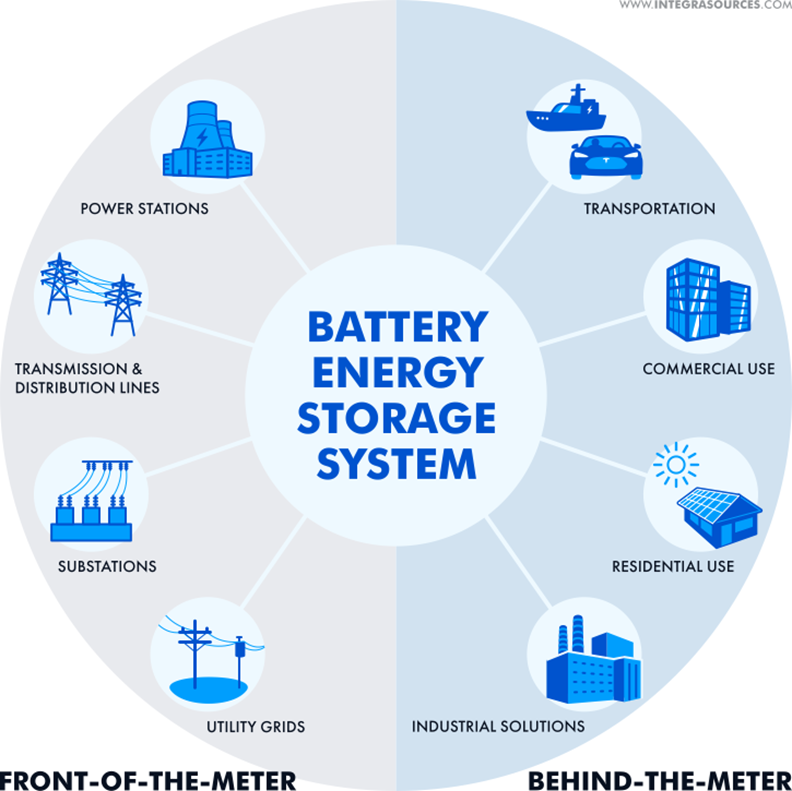 WWW.INTEGRASOURCES.COM
POWER STATIONS
TRANSPORTATION
BATTERY
ENERGY
STORAGE
SYSTEM
TRANSMISSION &
DISTRIBUTION LINES
COMMERCIAL USE
SUBSTATIONS
RESIDENTIAL USE
UTILITY GRIDS
INDUSTRIAL SOLUTIONS
FRONT-OF-THE-METER
BEHIND-THE-METER